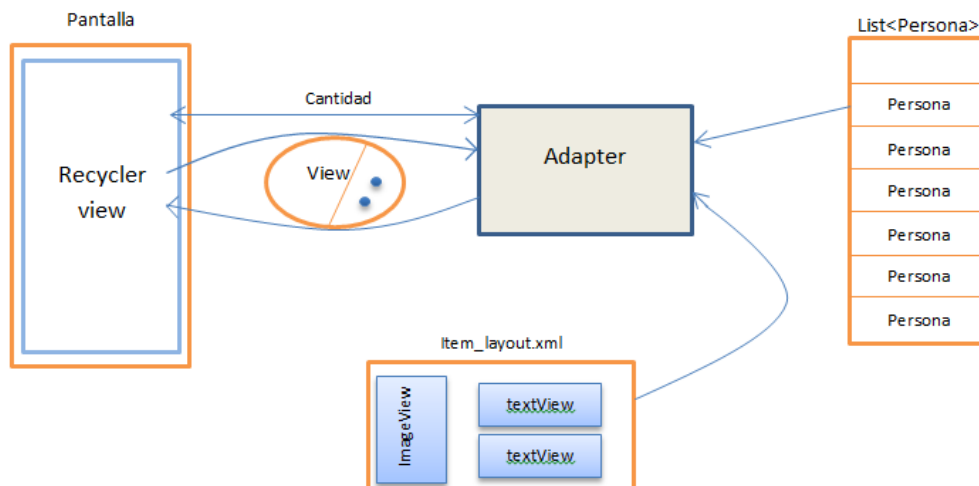 Pantalla
List<Persona>
Cantidad
Persona
Adapter
Persona
Recycler
view
View
Persona
Persona
Persona
Persona
Item_layout.xml
ImageView
textView
textView